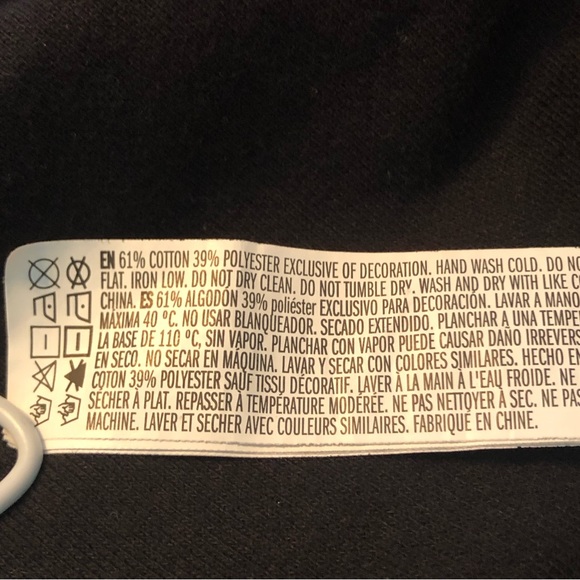 EN 61% COTTON 39% POLYESTER EXCLUSIVE OF DECORATION. HAND WASH COLD. DO NO
FLAT. IRON LOW. DO NOT DRY CLEAN. DO NOT TUMBLE DRY. WASH AND DRY WITH LIKE C
CHINA. ES 61% ALGODÓN 39% poliéster EXCLUSIVO PARA DECORACIÓN. LAVAR A MANO
MÁXIMA 40 ºC. NO USAR BLANQUEADOR. SECADO EXTENDIDO. PLANCHAR A UNA TEMPE
LA BASE DE 110 ºC, SIN VAPOR. PLANCHAR CON VAPOR PUEDE CAUSAR DAÑO IRREVERS
EN SECO. NO SECAR EN MÁQUINA. LAVAR Y SECAR CON COLORES SIMILARES. HECHO EN
COTON 39% POLYESTER SAUF TISSU DÉCORATIF. LAVER À LA MAIN À L'EAU FROIDE. NE
SÉCHER À PLAT. REPASSER À TEMPÉRATURE MODÉRÉE. NE PAS NETTOYER À SEC. NE PAS
MACHINE. LAVER ET SECHER AVEC COULEURS SIMILAIRES. FABRIQUÉ EN CHINE.